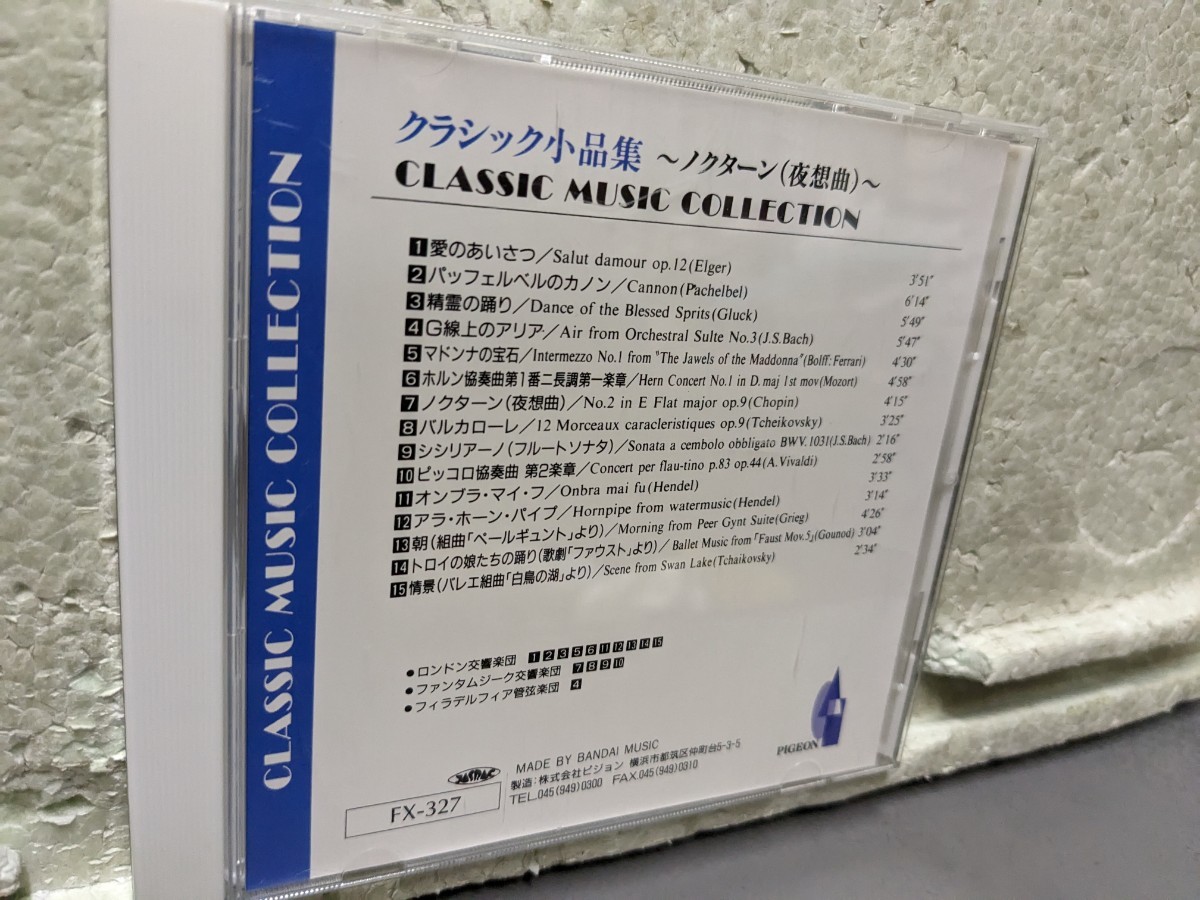 CLASSIC MUSIC COLLECTION
クラシック小品集 ～ノクターン(夜想曲)～
CLASSIC MUSIC COLLECTION
1 愛のあいさつ/Salut damour op.12(Elger) 3'51"
2 パッフェルベルのカノン/Cannon(Pachelbel) 6'14"
3 精霊の踊り/Dance of the Blessed Sprits(Gluck) 5'49"
4 G線上のアリア/Air from Orchestral Sulte No.3(J.S.Bach) 5'47"
5 マドンナの宝石/Intermezzo No.1 from "The Jawels of the Maddonna"(Bolff:Ferrari) 4'30"
6 ホルン協奏曲第1番ニ長調第一楽章/Hern Concert No.1 in D.maj 1st mov(Mozort) 4'58"
7 ノクターン(夜想曲)/No.2 in E Flat major op.9(Chopin) 4'15"
8 バルカローレ/12 Morceaux caracleristiques op.9(Tcheikovsky) 3'25"
9 シシリアーノ(フルートソナタ)/Sonata a cembolo obbligato BWV.1031(J.S.Bach) 2'16"
10 ピッコロ協奏曲 第2楽章/Concert per flau-tino p.83 op.44(A.Vivaldi) 2'58"
11 オンブラ・マイ・フ/Onbra mai fu(Hendel) 3'33"
12 アラ・ホーン・パイプ/Hornpipe from watermusic(Hendel) 3'14"
13 朝(組曲「ペールギュント」より)/Morning from Peer Gynt Suite(Grieg) 4'26"
14 トロイの娘たちの踊り(歌劇「ファウスト」より)/Ballet Music from「Faust Mov.5」(Gounod) 3'04"
15 情景(バレエ組曲「白鳥の湖」より)/Scene from Swan Lake(Tchaikovsky) 2'34"
●ロンドン交響楽団 1 2 3 5 6 11 12 13 14 15
●ファンタムジーク交響楽団 7 8 9 10
●フィラデルフィア管弦楽団 4
PIGEON
JASRAC
MADE BY BANDAI MUSIC
製造:株式会社ピジョン 横浜市都筑区仲町台5-3-5
TEL.045(949)0300 FAX.045(949)0310
FX-327